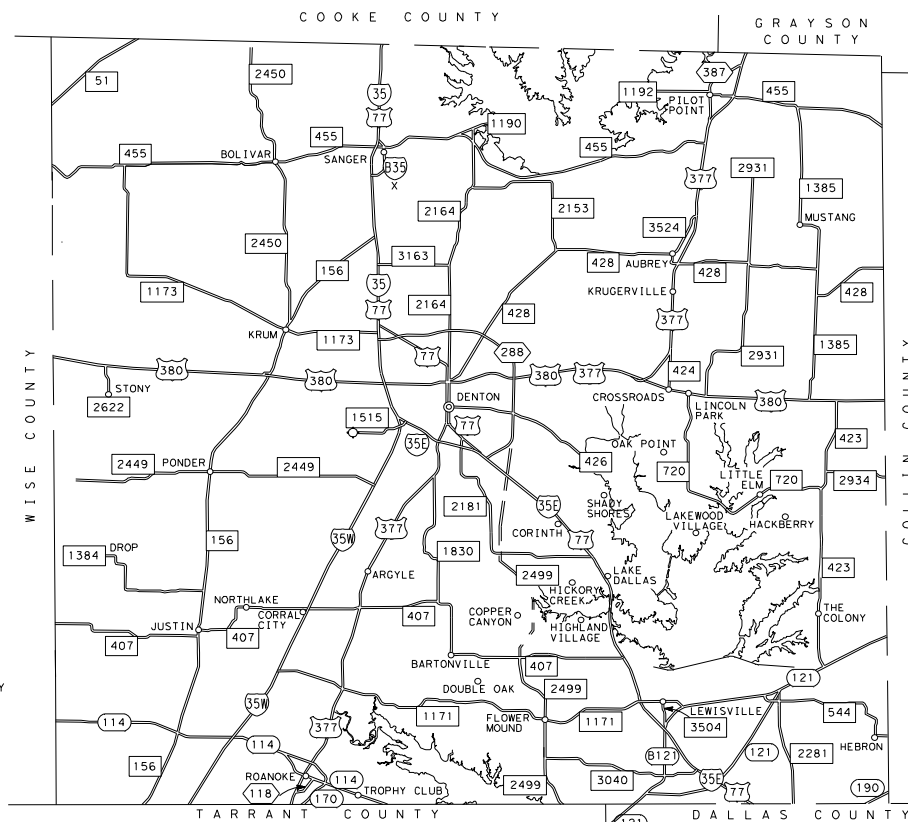 COOKE COUNTY
GRAYSON
COUNTY
387
51
2450
35
77
1192
PILOT
POINT
455
1190
455
455
BOLIVAR
SANGER
B35
X
455
377
2931
1385
MUSTANG
2164
2153
3524
2450
156
3163
428
AUBREY
428
35
77
KRUGERVILLE
428
1173
2164
428
377
KRUM
1173
77
288
2931
1385
380
380
380
377
424
STONY
2622
DENTON
CROSSROADS
380
LINCOLN
PARK
1515
77
35E
OAK POINT
423
2449
PONDER
2449
426
720
LITTLE
ELM
720
2934
WISE COUNTY
COLLIN COUNTY
2181
35E
SHADY
SHORES
LAKEWOOD
VILLAGE
HACKBERRY
377
CORINTH
77
156
35W
1384
DROP
1830
ARGYLE
2499
LAKE
DALLAS
HICKORY
CREEK
423
NORTHLAKE
CORRAL
CITY
407
COPPER
CANYON
HIGHLAND
VILLAGE
THE
COLONY
JUSTIN
407
407
BARTONVILLE
407
121
Y
DOUBLE OAK
2499
35W
1171
FLOWER
MOUND
1171
LEWISVILLE
3504
544
377
114
114
B121
121
2281
HEBRON
156
ROANOKE
114
118
170
TROPHY CLUB
2499
3040
35E
77
190
TARRANT COUNTY
DALLAS COUNTY
121